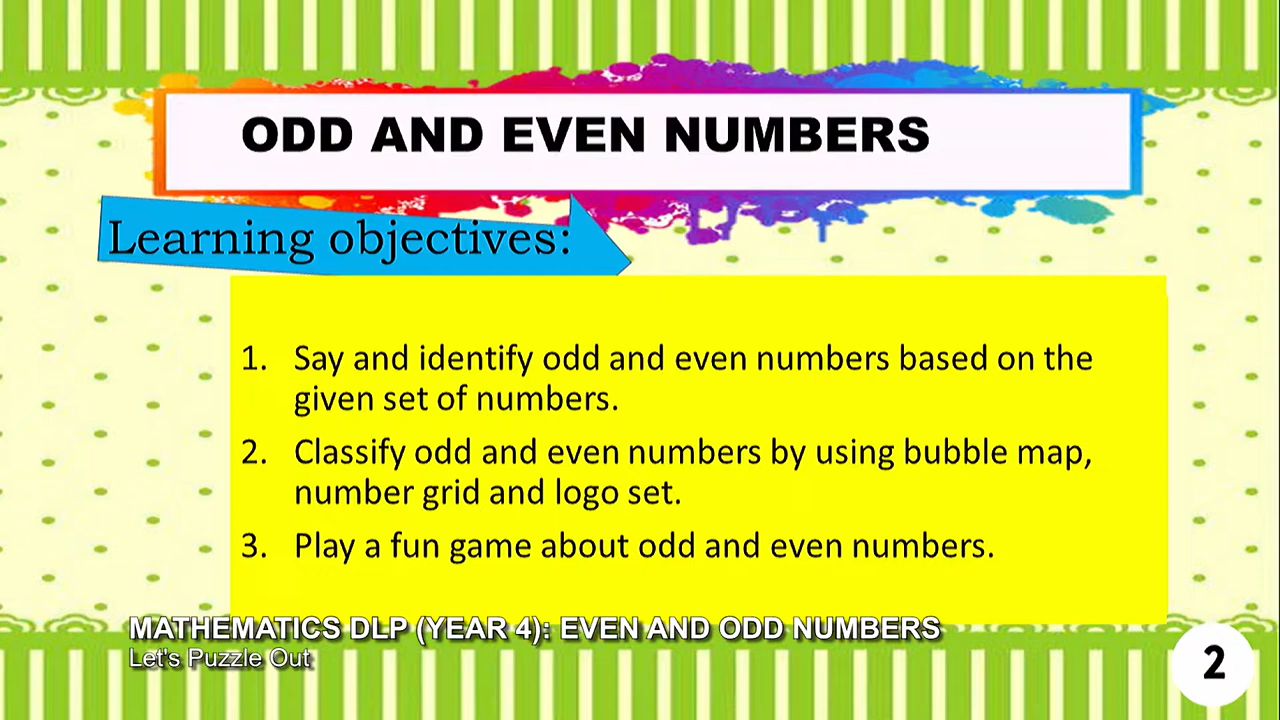 ODD AND EVEN NUMBERS
Learning objectives:
1. Say and identify odd and even numbers based on the
given set of numbers.
2. Classify odd and even numbers by using bubble map,
number grid and logo set.
3. Play a fun game about odd and even numbers.
MATHEMATICS DLP (YEAR 4): EVEN AND ODD NUMBERS
Let's Puzzle Out
2